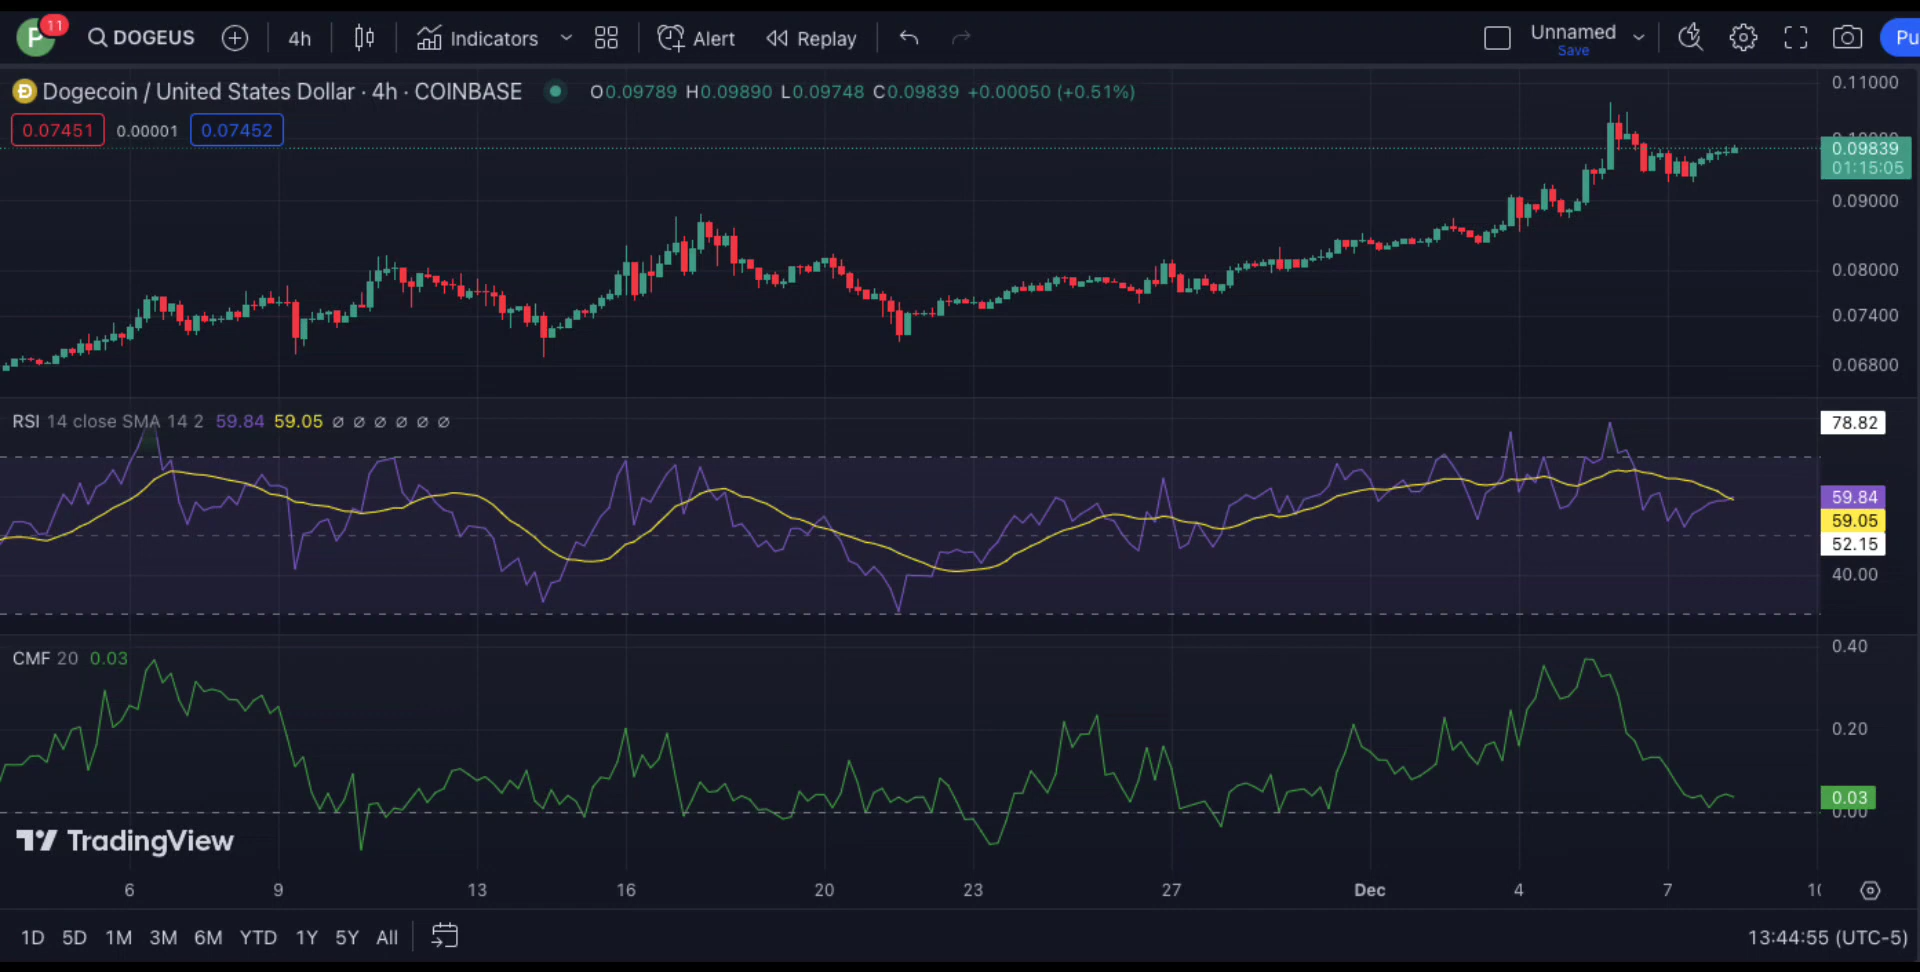 P 11 DOGEUS 4h Indicators Alert Replay Unnamed Save Pu
Dogecoin / United States Dollar · 4h · COINBASE O0.09789 H0.09890 L0.09748 C0.09839 +0.00050 (+0.51%)
0.07451 0.00001 0.07452
0.11000
0.09839
01:15:05
0.09000
0.08000
0.07400
0.06800
RSI 14 close SMA 14 2 59.84 59.05 ∅ ∅ ∅ ∅ ∅ ∅
78.82
59.84
59.05
52.15
40.00
CMF 20 0.03
0.40
0.20
0.03
0.00
TradingView
6 9 13 16 20 23 27 Dec 4 7
1D 5D 1M 3M 6M YTD 1Y 5Y All 13:44:55 (UTC-5)